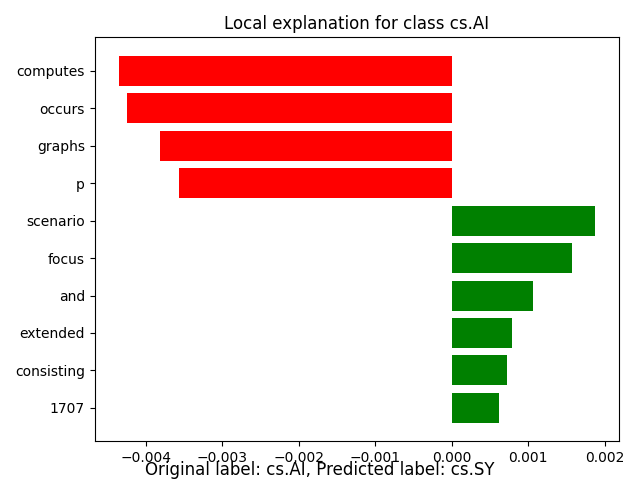 Local explanation for class cs.AI
computes
occurs
graphs
p
scenario
focus
and
extended
consisting
1707
−0.004 −0.003 −0.002 −0.001 0.000 0.001 0.002
Original label: cs.AI, Predicted label: cs.SY